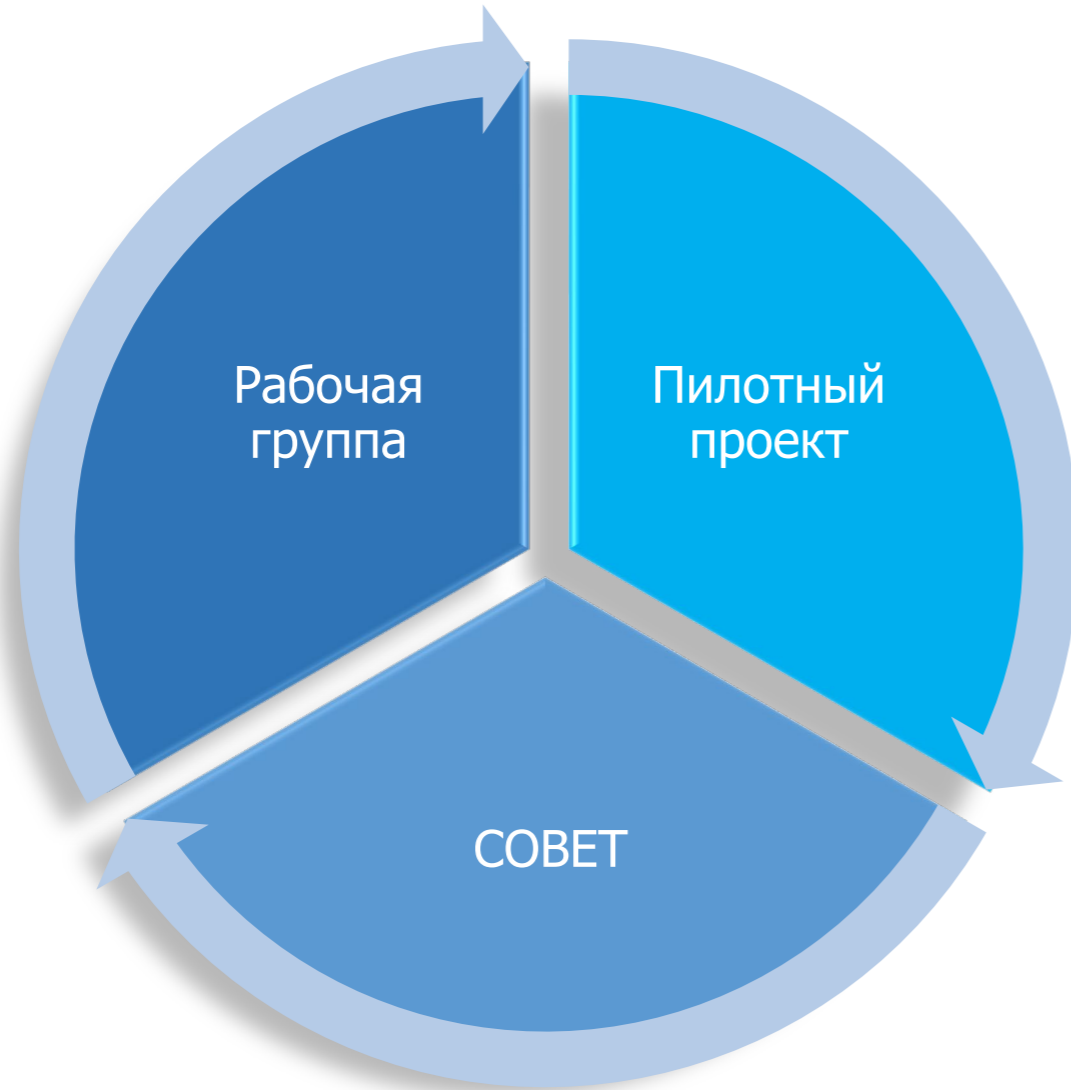 Рабочая
группа
Пилотный
проект
СОВЕТ